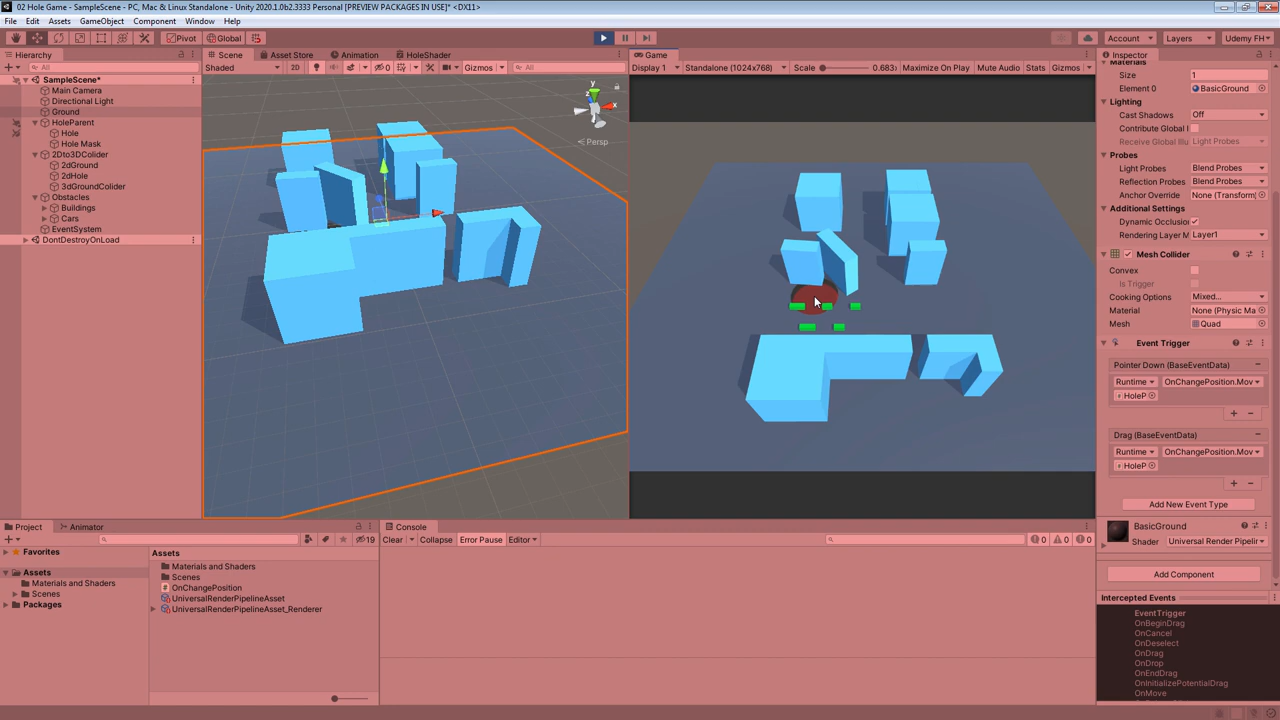 02 Hole Game - SampleScene - PC, Mac & Linux Standalone - Unity 2020.1.0b2.3333 Personal [PREVIEW PACKAGES IN USE]* <DX11>
File Edit Assets GameObject Component Window Help
Pivot Global Account Layers Udemy FH
Hierarchy
All
SampleScene*
Main Camera
Directional Light
Ground
HoleParent
Hole
Hole Mask
2Dto3DCollider
2dGround
2dHole
3dGroundCollider
Obstacles
Buildings
Cars
EventSystem
DontDestroyOnLoad
Scene Asset Store Animation HoleShader
Shaded 2D 0 Gizmos All
y
x
z
Persp
Game
Display 1 Standalone (1024x768) Scale 0.683x Maximize On Play Mute Audio Stats Gizmos
Inspector
Materials
Size 1
Element 0 BasicGround
Lighting
Cast Shadows Off
Contribute Global I
Receive Global Illu Light Probes
Probes
Light Probes Blend Probes
Reflection Probes Blend Probes
Anchor Override None (Transform)
Additional Settings
Dynamic Occlusion
Rendering Layer M Layer1
Mesh Collider
Convex
Is Trigger
Cooking Options Mixed...
Material None (Physic Ma
Mesh Quad
Event Trigger
Pointer Down (BaseEventData)
Runtime OnChangePosition.Mov
HoleP
Drag (BaseEventData)
Runtime OnChangePosition.Mov
HoleP
Add New Event Type
BasicGround
Shader Universal Render Pipelir
Add Component
Intercepted Events
EventTrigger
OnBeginDrag
OnCancel
OnDeselect
OnDrag
OnDrop
OnEndDrag
OnInitializePotentialDrag
OnMove
Project Animator
19
Favorites
Assets
Materials and Shaders
Scenes
Packages
Assets
Materials and Shaders
Scenes
OnChangePosition
UniversalRenderPipelineAsset
UniversalRenderPipelineAsset_Renderer
Console
Clear Collapse Error Pause Editor 0 0 0